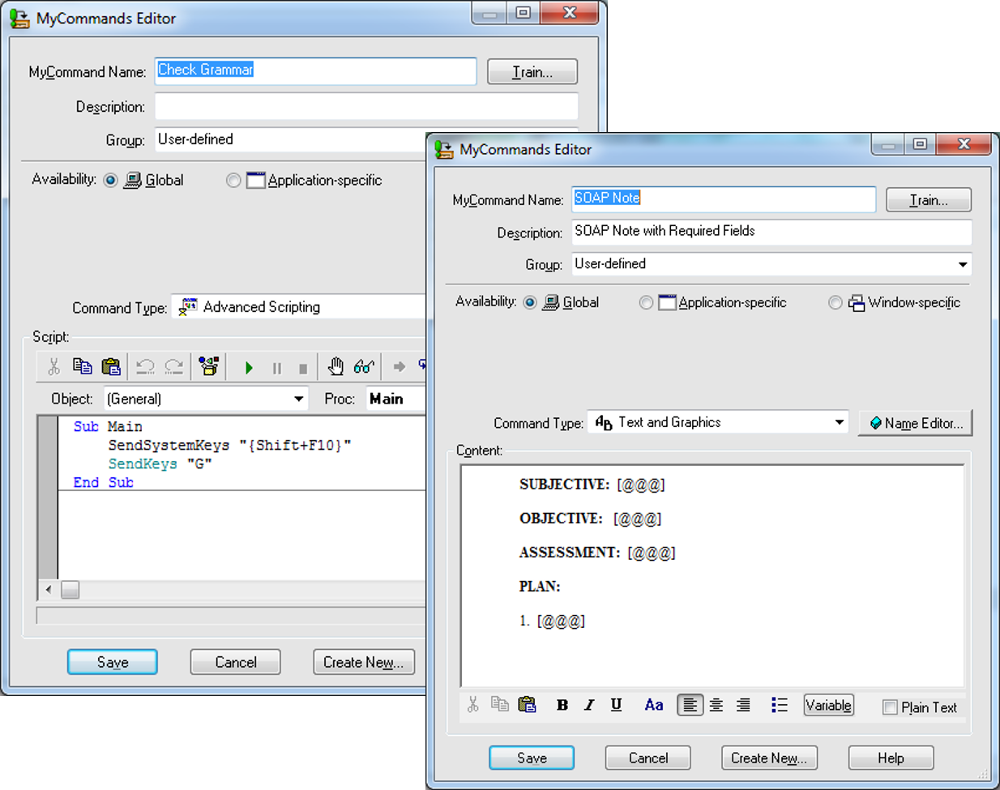 MyCommands Editor
MyCommand Name: Check Grammar Train...
Description:
Group: User-defined
Availability: Global Application-specific
Command Type: Advanced Scripting
Script:
Object: (General) Proc: Main
Sub Main
SendSystemKeys "{Shift+F10}"
SendKeys "G"
End Sub
Save Cancel Create New...
MyCommands Editor
MyCommand Name: SOAP Note Train...
Description: SOAP Note with Required Fields
Group: User-defined
Availability: Global Application-specific Window-specific
Command Type: AB Text and Graphics Name Editor...
Content:
SUBJECTIVE: [@@@]
OBJECTIVE: [@@@]
ASSESSMENT: [@@@]
PLAN:
1. [@@@]
B I U Aa Variable Plain Text
Save Cancel Create New... Help